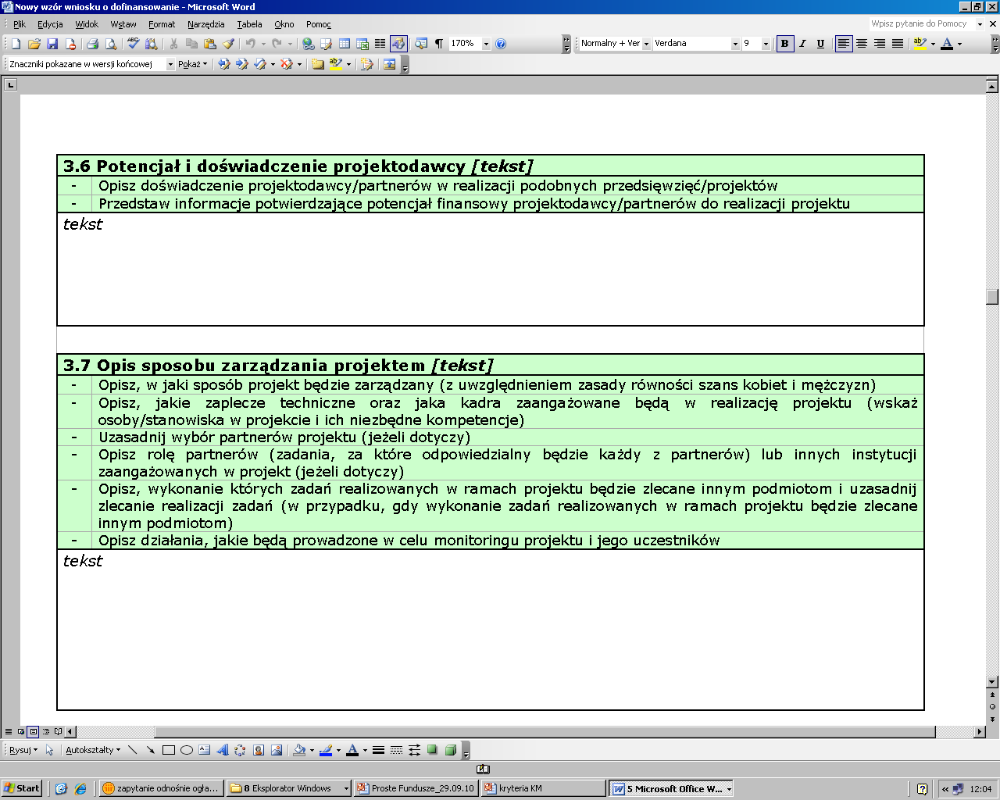 Nowy wzór wniosku o dofinansowanie - Microsoft Word
Plik Edycja Widok Wstaw Format Narzędzia Tabela Okno Pomoc
Wpisz pytanie do Pomocy
170%
Normalny + Ver
Verdana
9
B I U
Znaczniki pokazane w wersji końcowej
Pokaż
3.6 Potencjał i doświadczenie projektodawcy [tekst]
- Opisz doświadczenie projektodawcy/partnerów w realizacji podobnych przedsięwzięć/projektów
- Przedstaw informacje potwierdzające potencjał finansowy projektodawcy/partnerów do realizacji projektu
tekst
3.7 Opis sposobu zarządzania projektem [tekst]
- Opisz, w jaki sposób projekt będzie zarządzany (z uwzględnieniem zasady równości szans kobiet i mężczyzn)
- Opisz, jakie zaplecze techniczne oraz jaka kadra zaangażowane będą w realizację projektu (wskaż
osoby/stanowiska w projekcie i ich niezbędne kompetencje)
- Uzasadnij wybór partnerów projektu (jeżeli dotyczy)
- Opisz rolę partnerów (zadania, za które odpowiedzialny będzie każdy z partnerów) lub innych instytucji
zaangażowanych w projekt (jeżeli dotyczy)
- Opisz, wykonanie których zadań realizowanych w ramach projektu będzie zlecane innym podmiotom i uzasadnij
zlecanie realizacji zadań (w przypadku, gdy wykonanie zadań realizowanych w ramach projektu będzie zlecane
innym podmiotom)
- Opisz działania, jakie będą prowadzone w celu monitoringu projektu i jego uczestników
tekst
Rysuj
Autokształty
Start
zapytanie odnośnie ogła...
8 Eksplorator Windows
Proste Fundusze_29.09.10
kryteria KM
5 Microsoft Office W...
12:04